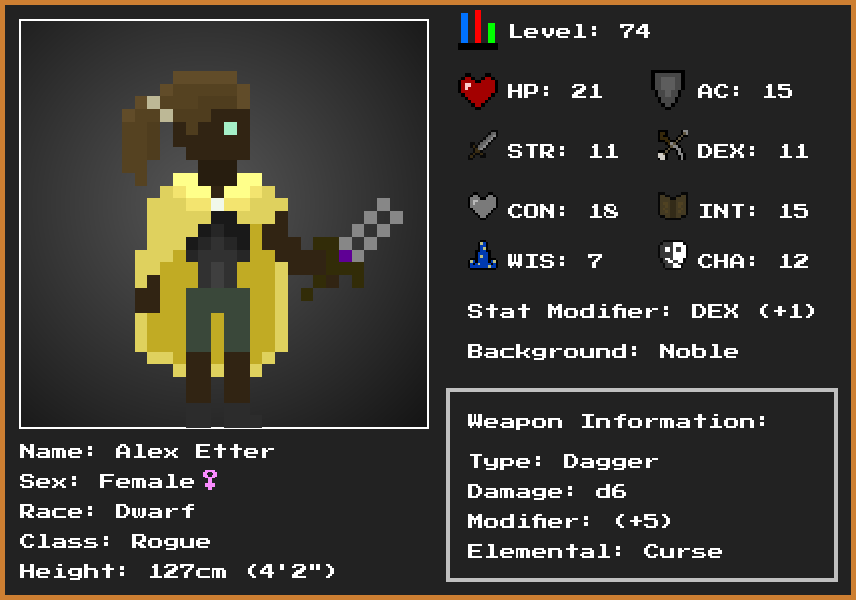 Level: 74
HP: 21
AC: 15
STR: 11
DEX: 11
CON: 18
INT: 15
WIS: 7
CHA: 12
Stat Modifier: DEX (+1)
Background: Noble
Weapon Information:
Type: Dagger
Damage: d6
Modifier: (+5)
Elemental: Curse
Name: Alex Etter
Sex: Female♀
Race: Dwarf
Class: Rogue
Height: 127cm (4'2")